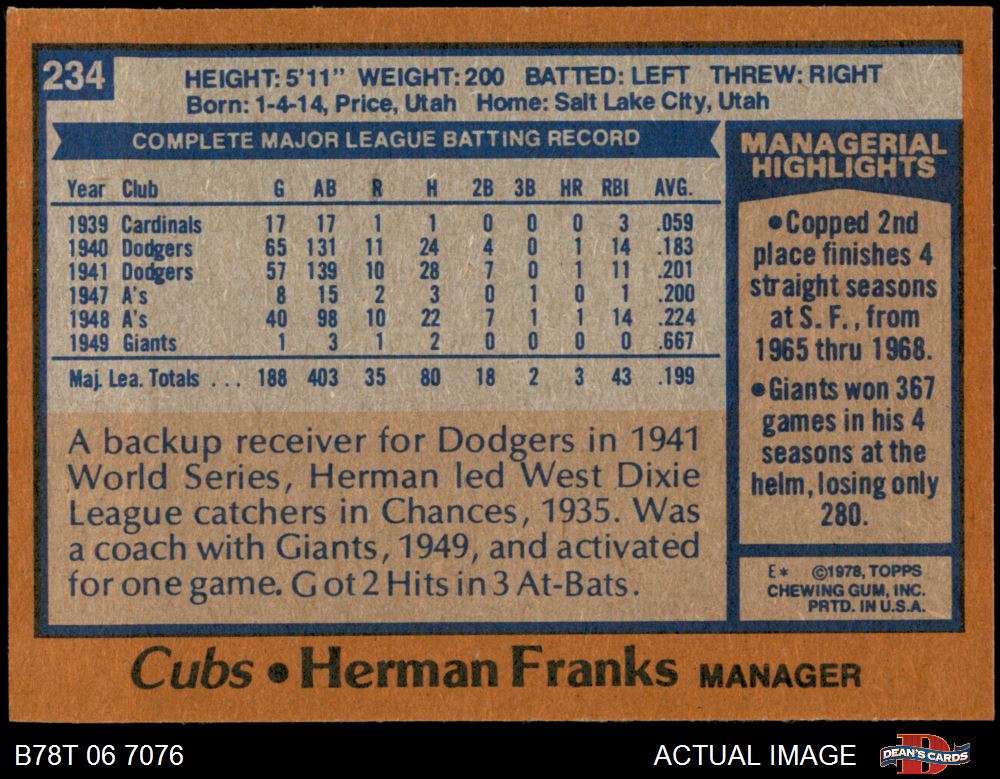 234
HEIGHT: 5'11" WEIGHT: 200 BATTED: LEFT THREW: RIGHT
Born: 1-4-14, Price, Utah Home: Salt Lake City, Utah
COMPLETE MAJOR LEAGUE BATTING RECORD
Year Club G AB R H 2B 3B HR RBI AVG.
1939 Cardinals 17 17 1 1 0 0 0 3 .059
1940 Dodgers 65 131 11 24 4 0 1 14 .183
1941 Dodgers 57 139 10 28 7 0 1 11 .201
1947 A's 8 15 2 3 0 1 0 1 .200
1948 A's 40 98 10 22 7 1 1 14 .224
1949 Giants 1 3 1 2 0 0 0 0 .667
Maj. Lea. Totals ... 188 403 35 80 18 2 3 43 .199
A backup receiver for Dodgers in 1941
World Series, Herman led West Dixie
League catchers in Chances, 1935. Was
a coach with Giants, 1949, and activated
for one game. Got 2 Hits in 3 At-Bats.
MANAGERIAL
HIGHLIGHTS
•Copped 2nd
place finishes 4
straight seasons
at S. F., from
1965 thru 1968.
•Giants won 367
games in his 4
seasons at the
helm, losing only
280.
E* ©1978, TOPPS
CHEWING GUM, INC.
PRTD. IN U.S.A.
Cubs • Herman Franks MANAGER
B78T 06 7076
ACTUAL IMAGE
DEAN'S CARDS